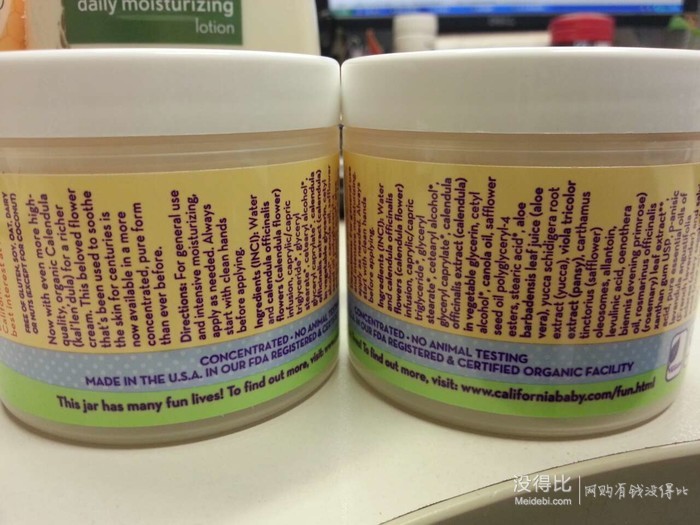 daily moisturizing
lotion
best interest
OAT, DAIRY
OR NUTS (EXCEPT FOR COCONUT)
Now with even more high-
quality, organic Calendula
(kal'len'dula) for a richer
cream. This beloved flower
that's been used to soothe
the skin for centuries is
now available in a more
concentrated, pure form
than ever before.
Directions: For general use
and intensive moisturizing,
apply as needed. Always
start with clean hands
before applying.
Ingredients (INCI): Water
and calendula officinalis
flowers (calendula flower)
infusion, caprylic/capric
triglyceride*, glyceryl
CONCENTRATED • NO ANIMAL TESTING
MADE IN THE U.S.A. IN OUR FDA REGISTERED &
This jar has many fun lives! To find out more, visit:
before applying.
Ingredients (INCI): Water
and calendula officinalis
flowers (calendula flower)
infusion, caprylic/capric
triglyceride*, glyceryl
stearate*, cetearyl alcohol*,
glyceryl caprylate*, calendula
officinalis extract (calendula)
in vegetable glycerin, cetyl
alcohol*, canola oil, safflower
seed oil polyglyceryl-4
esters, stearic acid*, aloe
barbadensis leaf juice (aloe
vera), yucca schidigera root
extract (yucca), viola tricolor
extract (pansy), carthamus
tinctorius (safflower)
oleosomes, allantoin,
levulinic acid, oenothera
biennis (evening primrose)
oil, rosmarinus officinalis
(rosemary) leaf extract**,
CONCENTRATED • NO ANIMAL TESTING
IN OUR FDA REGISTERED & CERTIFIED ORGANIC FACILITY
To find out more, visit: www.californiababy.com/fun.html
没得比
Meidebi.com
网购有钱没得比